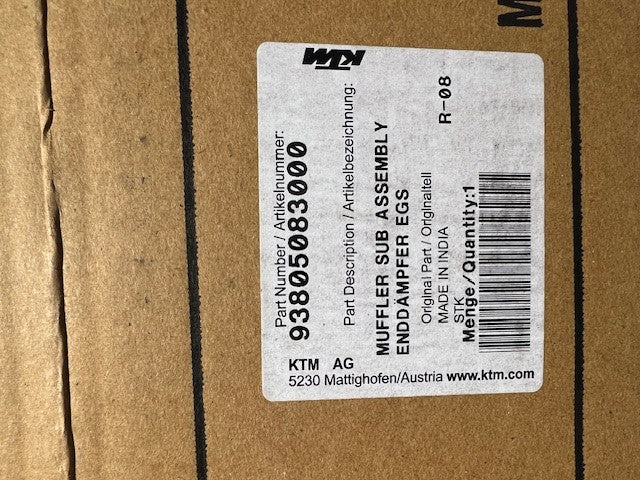 KTM
Part Number / Artikelnummer:
93805083000
Part Description / Artikelbezeichnung:
MUFFLER SUB ASSEMBLY
ENDDÄMPFER EGS
Original Part / Originalteil
MADE IN INDIA
R-08
STK
Menge/Quantity:1
KTM AG
5230 Mattighofen/Austria www.ktm.com